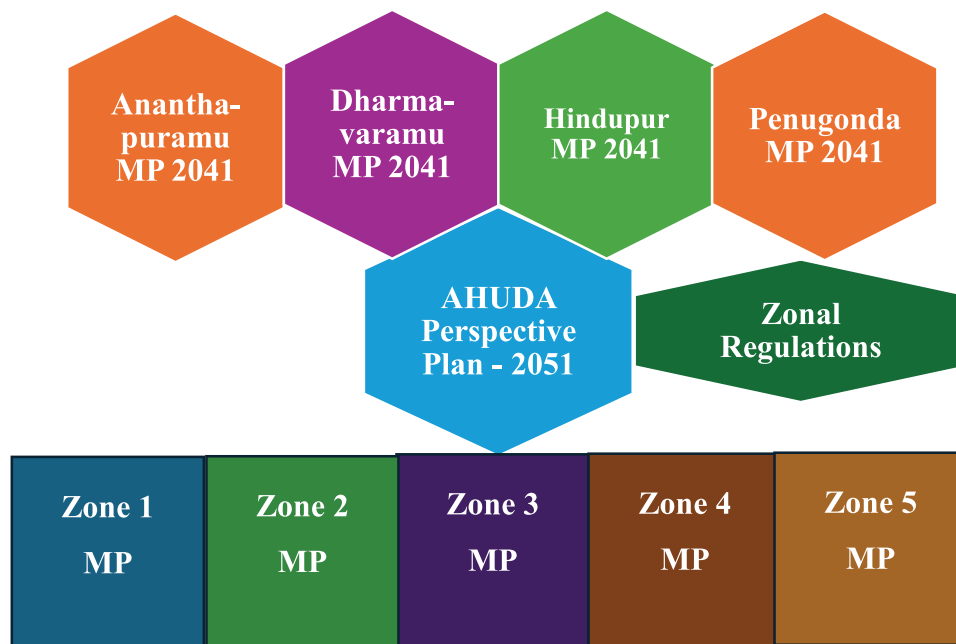 Anantha-
puramu
MP 2041
Dharma-
varamu
MP 2041
Hindupur
MP 2041
Penugonda
MP 2041
AHUDA
Perspective
Plan - 2051
Zonal
Regulations
Zone 1
MP
Zone 2
MP
Zone 3
MP
Zone 4
MP
Zone 5
MP